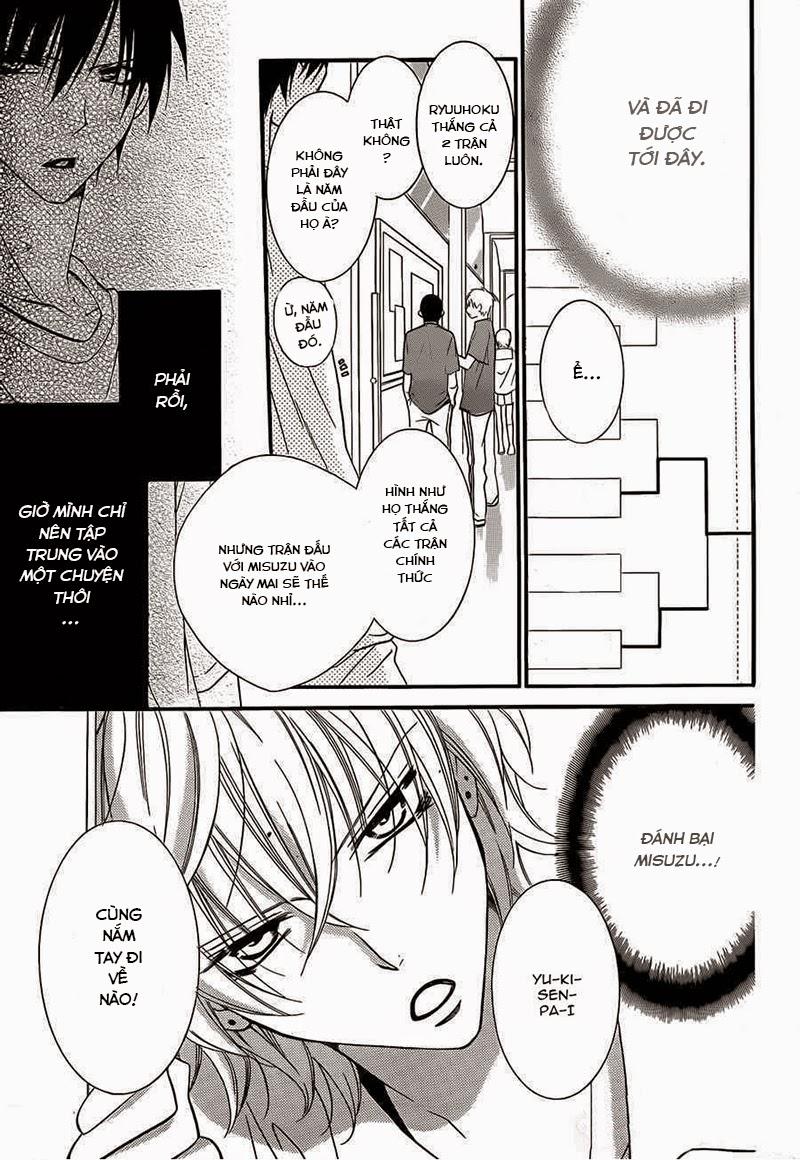 VÀ ĐÃ ĐI
ĐƯỢC
TỚI ĐÂY.
Ể...
RYUUHOKU
THẮNG CẢ
2 TRẬN
LUÔN.
THẬT
KHÔNG
?
KHÔNG
PHẢI ĐÂY
LÀ NĂM
ĐẦU CỦA
HỌ À?
Ừ, NĂM
ĐẦU
ĐÓ.
HÌNH NHƯ
HỌ THẮNG
TẤT CẢ
CÁC TRẬN
CHÍNH
THỨC
NHƯNG TRẬN ĐẤU
VỚI MISUZU VÀO
NGÀY MAI SẼ THẾ
NÀO NHỈ...
PHẢI
RỒI,
GIỜ MÌNH CHỈ
NÊN TẬP
TRUNG VÀO
MỘT CHUYỆN
THÔI
...
ĐÁNH BẠI
MISUZU...!
YU-KI-
SEN-
PA-I
CÙNG
NẮM
TAY ĐI
VỀ
NÀO!